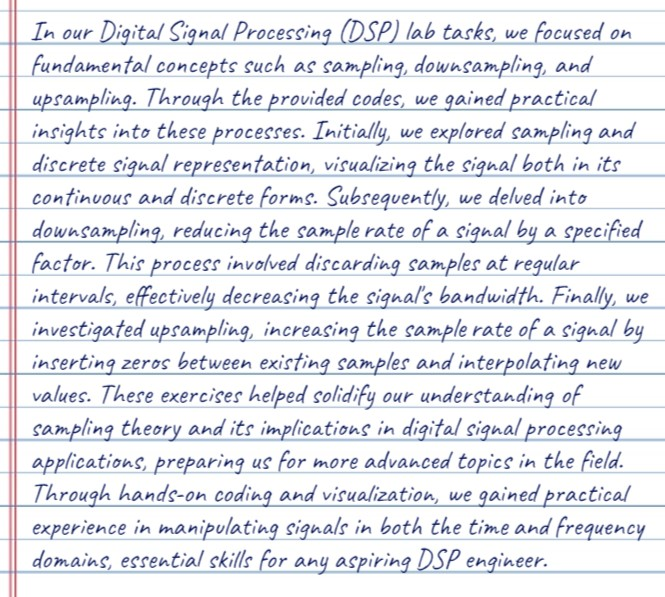 In our Digital Signal Processing (DSP) lab tasks, we focused on
fundamental concepts such as sampling, downsampling, and
upsampling. Through the provided codes, we gained practical
insights into these processes. Initially, we explored sampling and
discrete signal representation, visualizing the signal both in its
continuous and discrete forms. Subsequently, we delved into
downsampling, reducing the sample rate of a signal by a specified
factor. This process involved discarding samples at regular
intervals, effectively decreasing the signal's bandwidth. Finally, we
investigated upsampling, increasing the sample rate of a signal by
inserting zeros between existing samples and interpolating new
values. These exercises helped solidify our understanding of
sampling theory and its implications in digital signal processing
applications, preparing us for more advanced topics in the field.
Through hands-on coding and visualization, we gained practical
experience in manipulating signals in both the time and frequency
domains, essential skills for any aspiring DSP engineer.